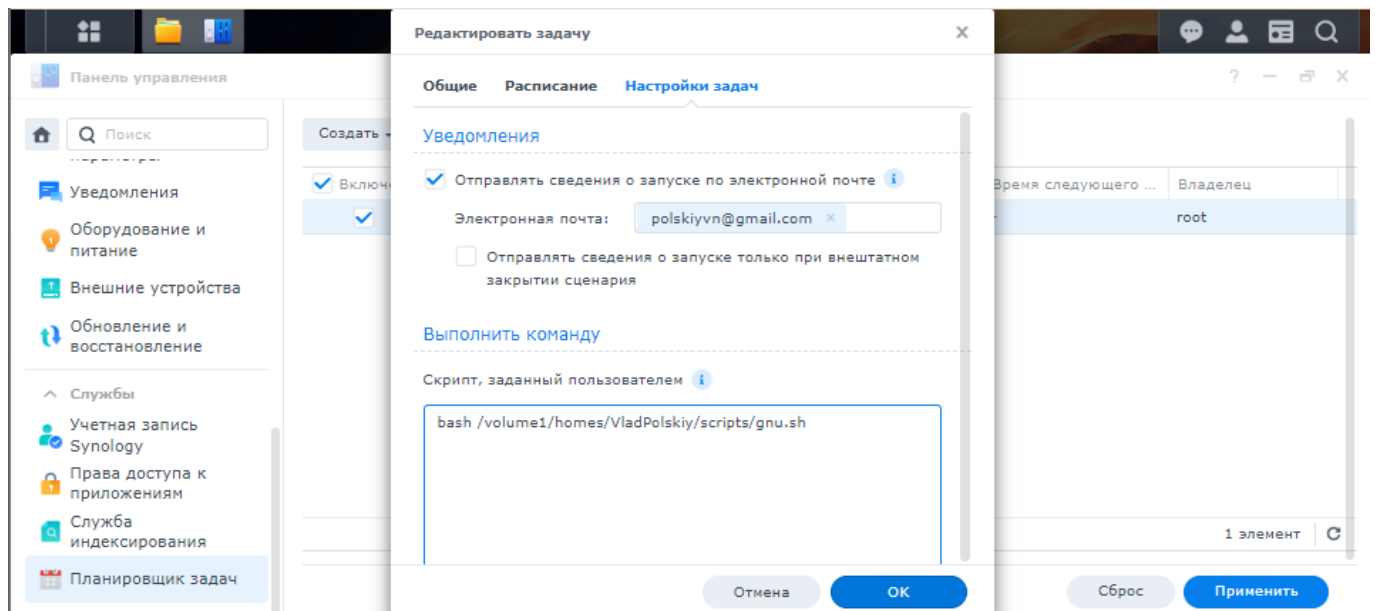 Редактировать задачу
Панель управления
Общие Расписание Настройки задач
Поиск
Создать
Уведомления
Включ
Время следующего ...
Владелец
root
Уведомления
Оборудование и
питание
Внешние устройства
Обновление и
восстановление
Службы
Учетная запись
Synology
Права доступа к
приложениям
Служба
индексирования
Планировщик задач
Отправлять сведения о запуске по электронной почте
Электронная почта: polskiyvn@gmail.com
Отправлять сведения о запуске только при внештатном
закрытии сценария
Выполнить команду
Скрипт, заданный пользователем
bash /volume1/homes/VladPolskiy/scripts/gnu.sh
1 элемент
Отмена OK
Сброс Применить